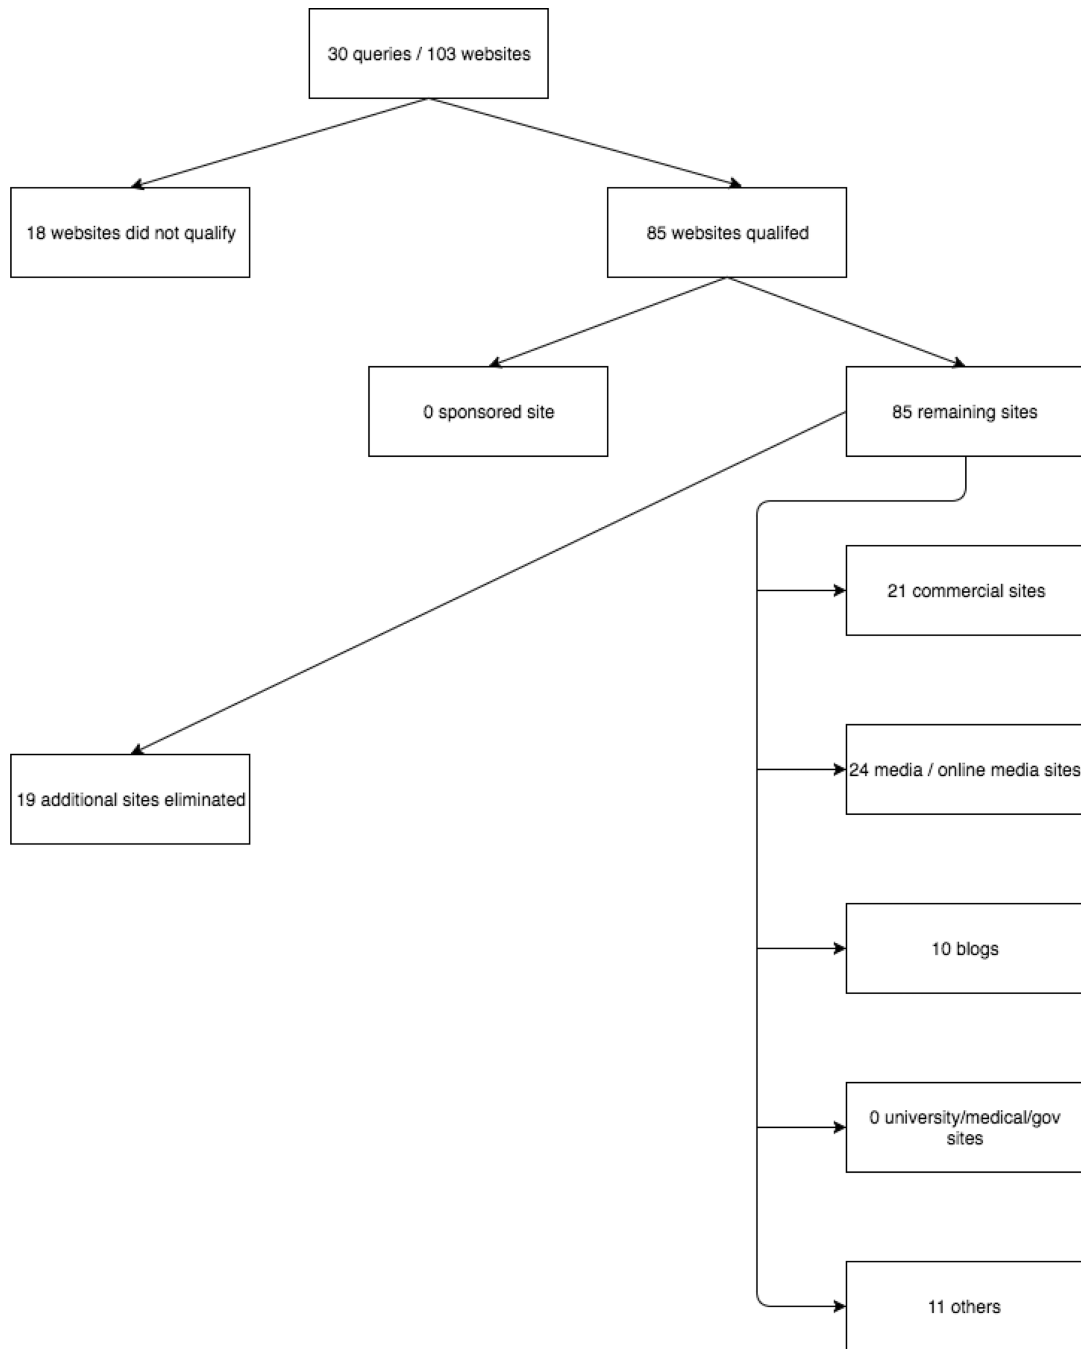 30 queries / 103 websites
18 websites did not qualify
85 websites qualifed
0 sponsored site
85 remaining sites
21 commercial sites
24 media / online media sites
19 additional sites eliminated
10 blogs
0 university/medical/gov
sites
11 others